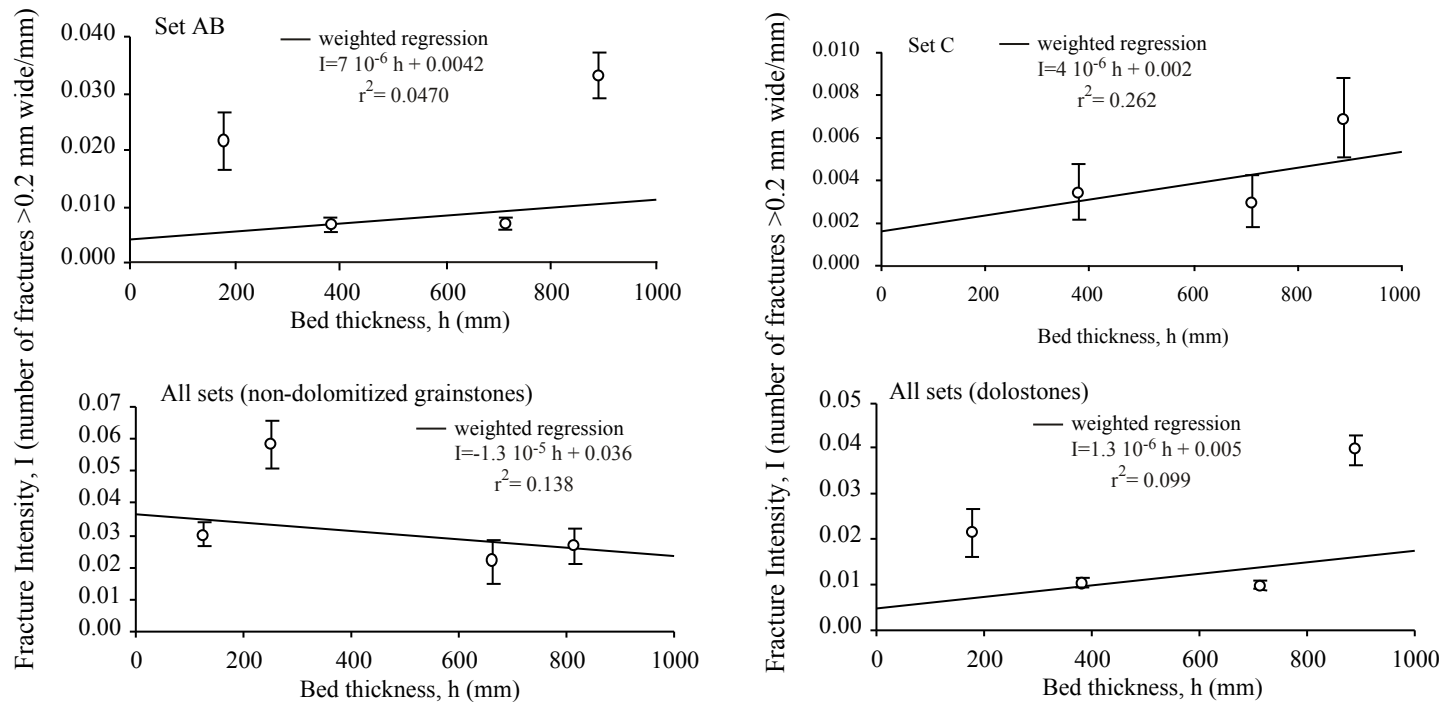 Fracture Intensity, I (number of fractures >0.2 mm wide/mm)
Set AB
weighted regression
I=7 10^-6 h + 0.0042
r^2= 0.0470
0.040
0.030
0.020
0.010
0.000
0 200 400 600 800 1000
Bed thickness, h (mm)
Fracture Intensity, I (number of fractures >0.2 mm wide/mm)
Set C
weighted regression
I=4 10^-6 h + 0.002
r^2= 0.262
0.010
0.008
0.006
0.004
0.002
0.000
0 200 400 600 800 1000
Bed thickness, h (mm)
All sets (non-dolomitized grainstones)
weighted regression
I=-1.3 10^-5 h + 0.036
r^2= 0.138
0.07
0.06
0.05
0.04
0.03
0.02
0.01
0.00
0 200 400 600 800 1000
Bed thickness, h (mm)
All sets (dolostones)
weighted regression
I=1.3 10^-6 h + 0.005
r^2= 0.099
0.05
0.04
0.03
0.02
0.01
0.00
0 200 400 600 800 1000
Bed thickness, h (mm)